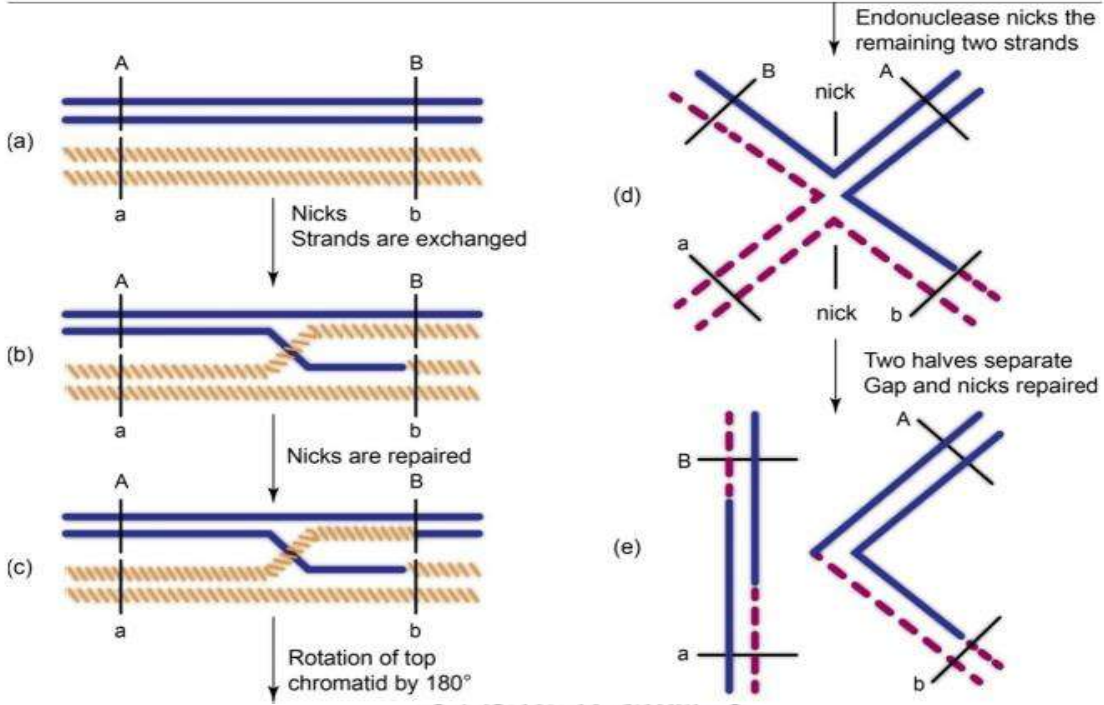 A B
(a)
a b
Nicks
Strands are exchanged
A B
(b)
a b
Nicks are repaired
A B
(c)
a b
Rotation of top
chromatid by 180°
Endonuclease nicks the
remaining two strands
B A
nick
(d)
a
b
nick
Two halves separate
Gap and nicks repaired
A
B
(e)
a
b